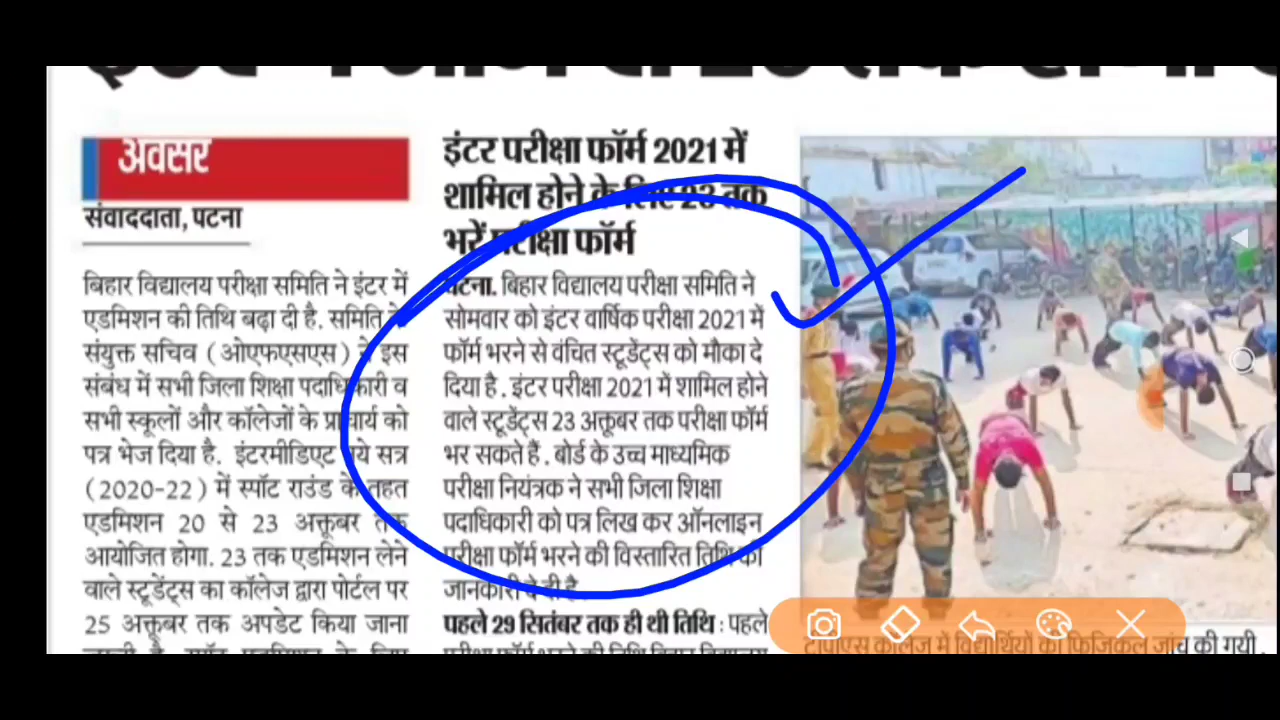 अवसर
संवाददाता, पटना
बिहार विद्यालय परीक्षा समिति ने इंटर में
एडमिशन की तिथि बढ़ा दी है. समिति
संयुक्त सचिव (ओएफएसएस) ने इस
संबंध में सभी जिला शिक्षा पदाधिकारी व
सभी स्कूलों और कॉलेजों के प्राचार्य को
पत्र भेज दिया है. इंटरमीडिएट नये सत्र
(2020-22) में स्पॉट राउंड के तहत
एडमिशन 20 से 23 अक्तूबर तक
आयोजित होगा. 23 तक एडमिशन लेने
वाले स्टूडेंट्स का कॉलेज द्वारा पोर्टल पर
25 अक्तूबर तक अपडेट किया जाना
इंटर परीक्षा फॉर्म 2021 में
शामिल होने के लिए 23 तक
भरें परीक्षा फॉर्म
पटना. बिहार विद्यालय परीक्षा समिति ने
सोमवार को इंटर वार्षिक परीक्षा 2021 में
फॉर्म भरने से वंचित स्टूडेंट्स को मौका दे
दिया है. इंटर परीक्षा 2021 में शामिल होने
वाले स्टूडेंट्स 23 अक्तूबर तक परीक्षा फॉर्म
भर सकते हैं. बोर्ड के उच्च माध्यमिक
परीक्षा नियंत्रक ने सभी जिला शिक्षा
पदाधिकारी को पत्र लिख कर ऑनलाइन
परीक्षा फॉर्म भरने की विस्तारित तिथि की
जानकारी दे दी है.
पहले 29 सितंबर तक ही थी तिथि : पहले
टीपीएस कॉलेज में विद्यार्थियों की फिजिकल जांच की गयी.